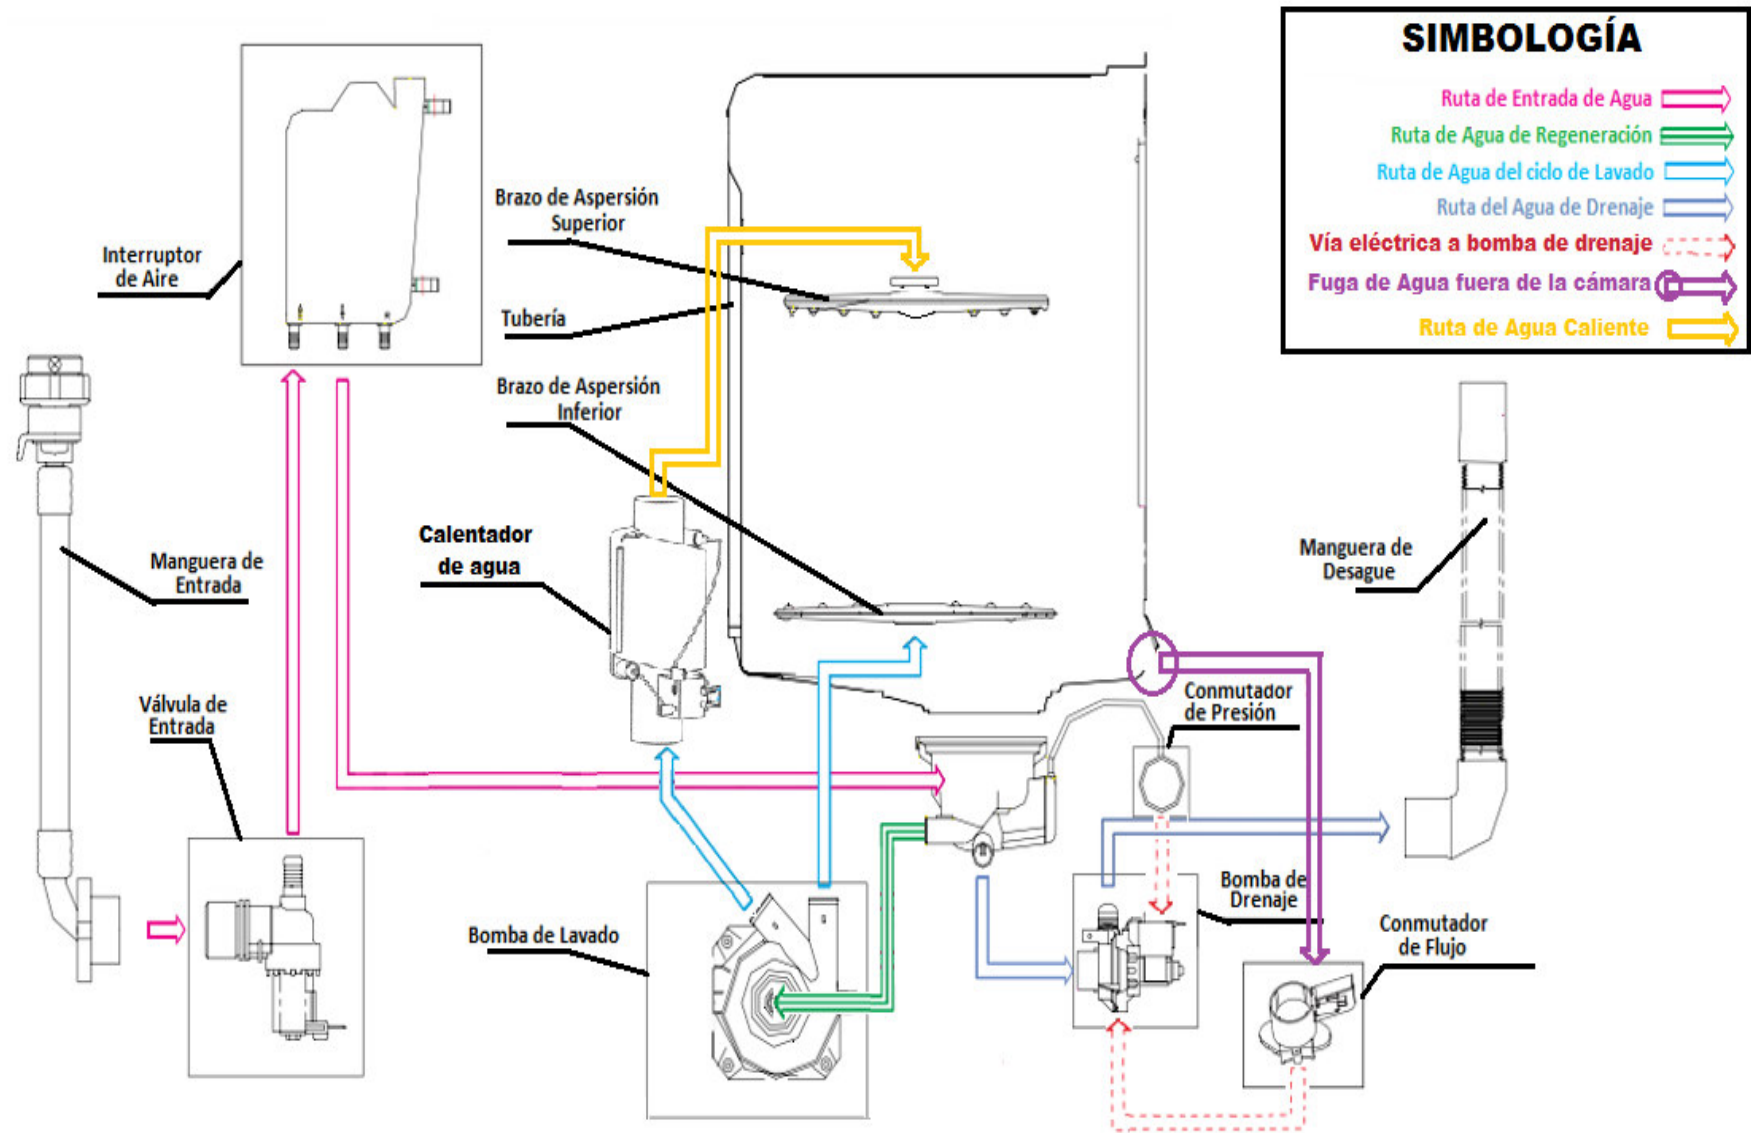 SIMBOLOGÍA
Ruta de Entrada de Agua
Ruta de Agua de Regeneración
Ruta de Agua del ciclo de Lavado
Ruta del Agua de Drenaje
Vía eléctrica a bomba de drenaje
Fuga de Agua fuera de la cámara
Ruta de Agua Caliente
Interruptor
de Aire
Brazo de Aspersión
Superior
Tubería
Brazo de Aspersión
Inferior
Calentador
de agua
Manguera de
Entrada
Manguera de
Desague
Válvula de
Entrada
Conmutador
de Presión
Bomba de
Drenaje
Bomba de Lavado
Conmutador
de Flujo